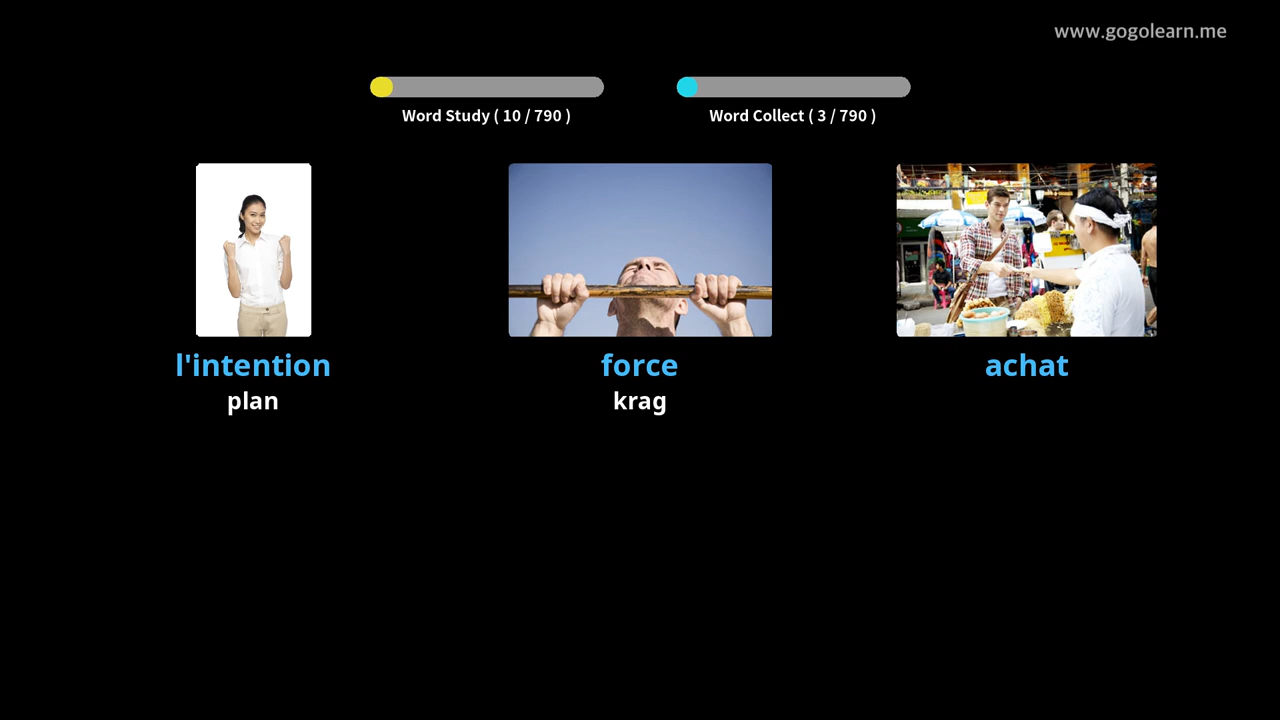 www.gogolearn.me
Word Study ( 10 / 790 )
Word Collect ( 3 / 790 )
l'intention
plan
force
krag
achat